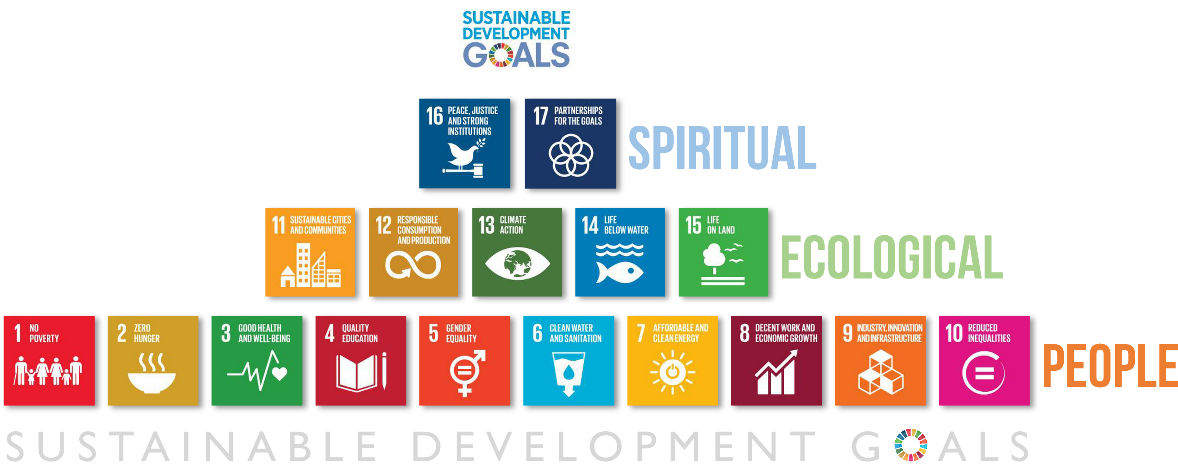 SUSTAINABLE
DEVELOPMENT
GOALS
16 PEACE, JUSTICE
AND STRONG
INSTITUTIONS
17 PARTNERSHIPS
FOR THE GOALS
SPIRITUAL
11 SUSTAINABLE CITIES
AND COMMUNITIES
12 RESPONSIBLE
CONSUMPTION
AND PRODUCTION
13 CLIMATE
ACTION
14 LIFE
BELOW WATER
15 LIFE
ON LAND
ECOLOGICAL
1 NO
POVERTY
2 ZERO
HUNGER
3 GOOD HEALTH
AND WELL-BEING
4 QUALITY
EDUCATION
5 GENDER
EQUALITY
6 CLEAN WATER
AND SANITATION
7 AFFORDABLE AND
CLEAN ENERGY
8 DECENT WORK AND
ECONOMIC GROWTH
9 INDUSTRY, INNOVATION
AND INFRASTRUCTURE
10 REDUCED
INEQUALITIES
PEOPLE
SUSTAINABLE DEVELOPMENT GOALS